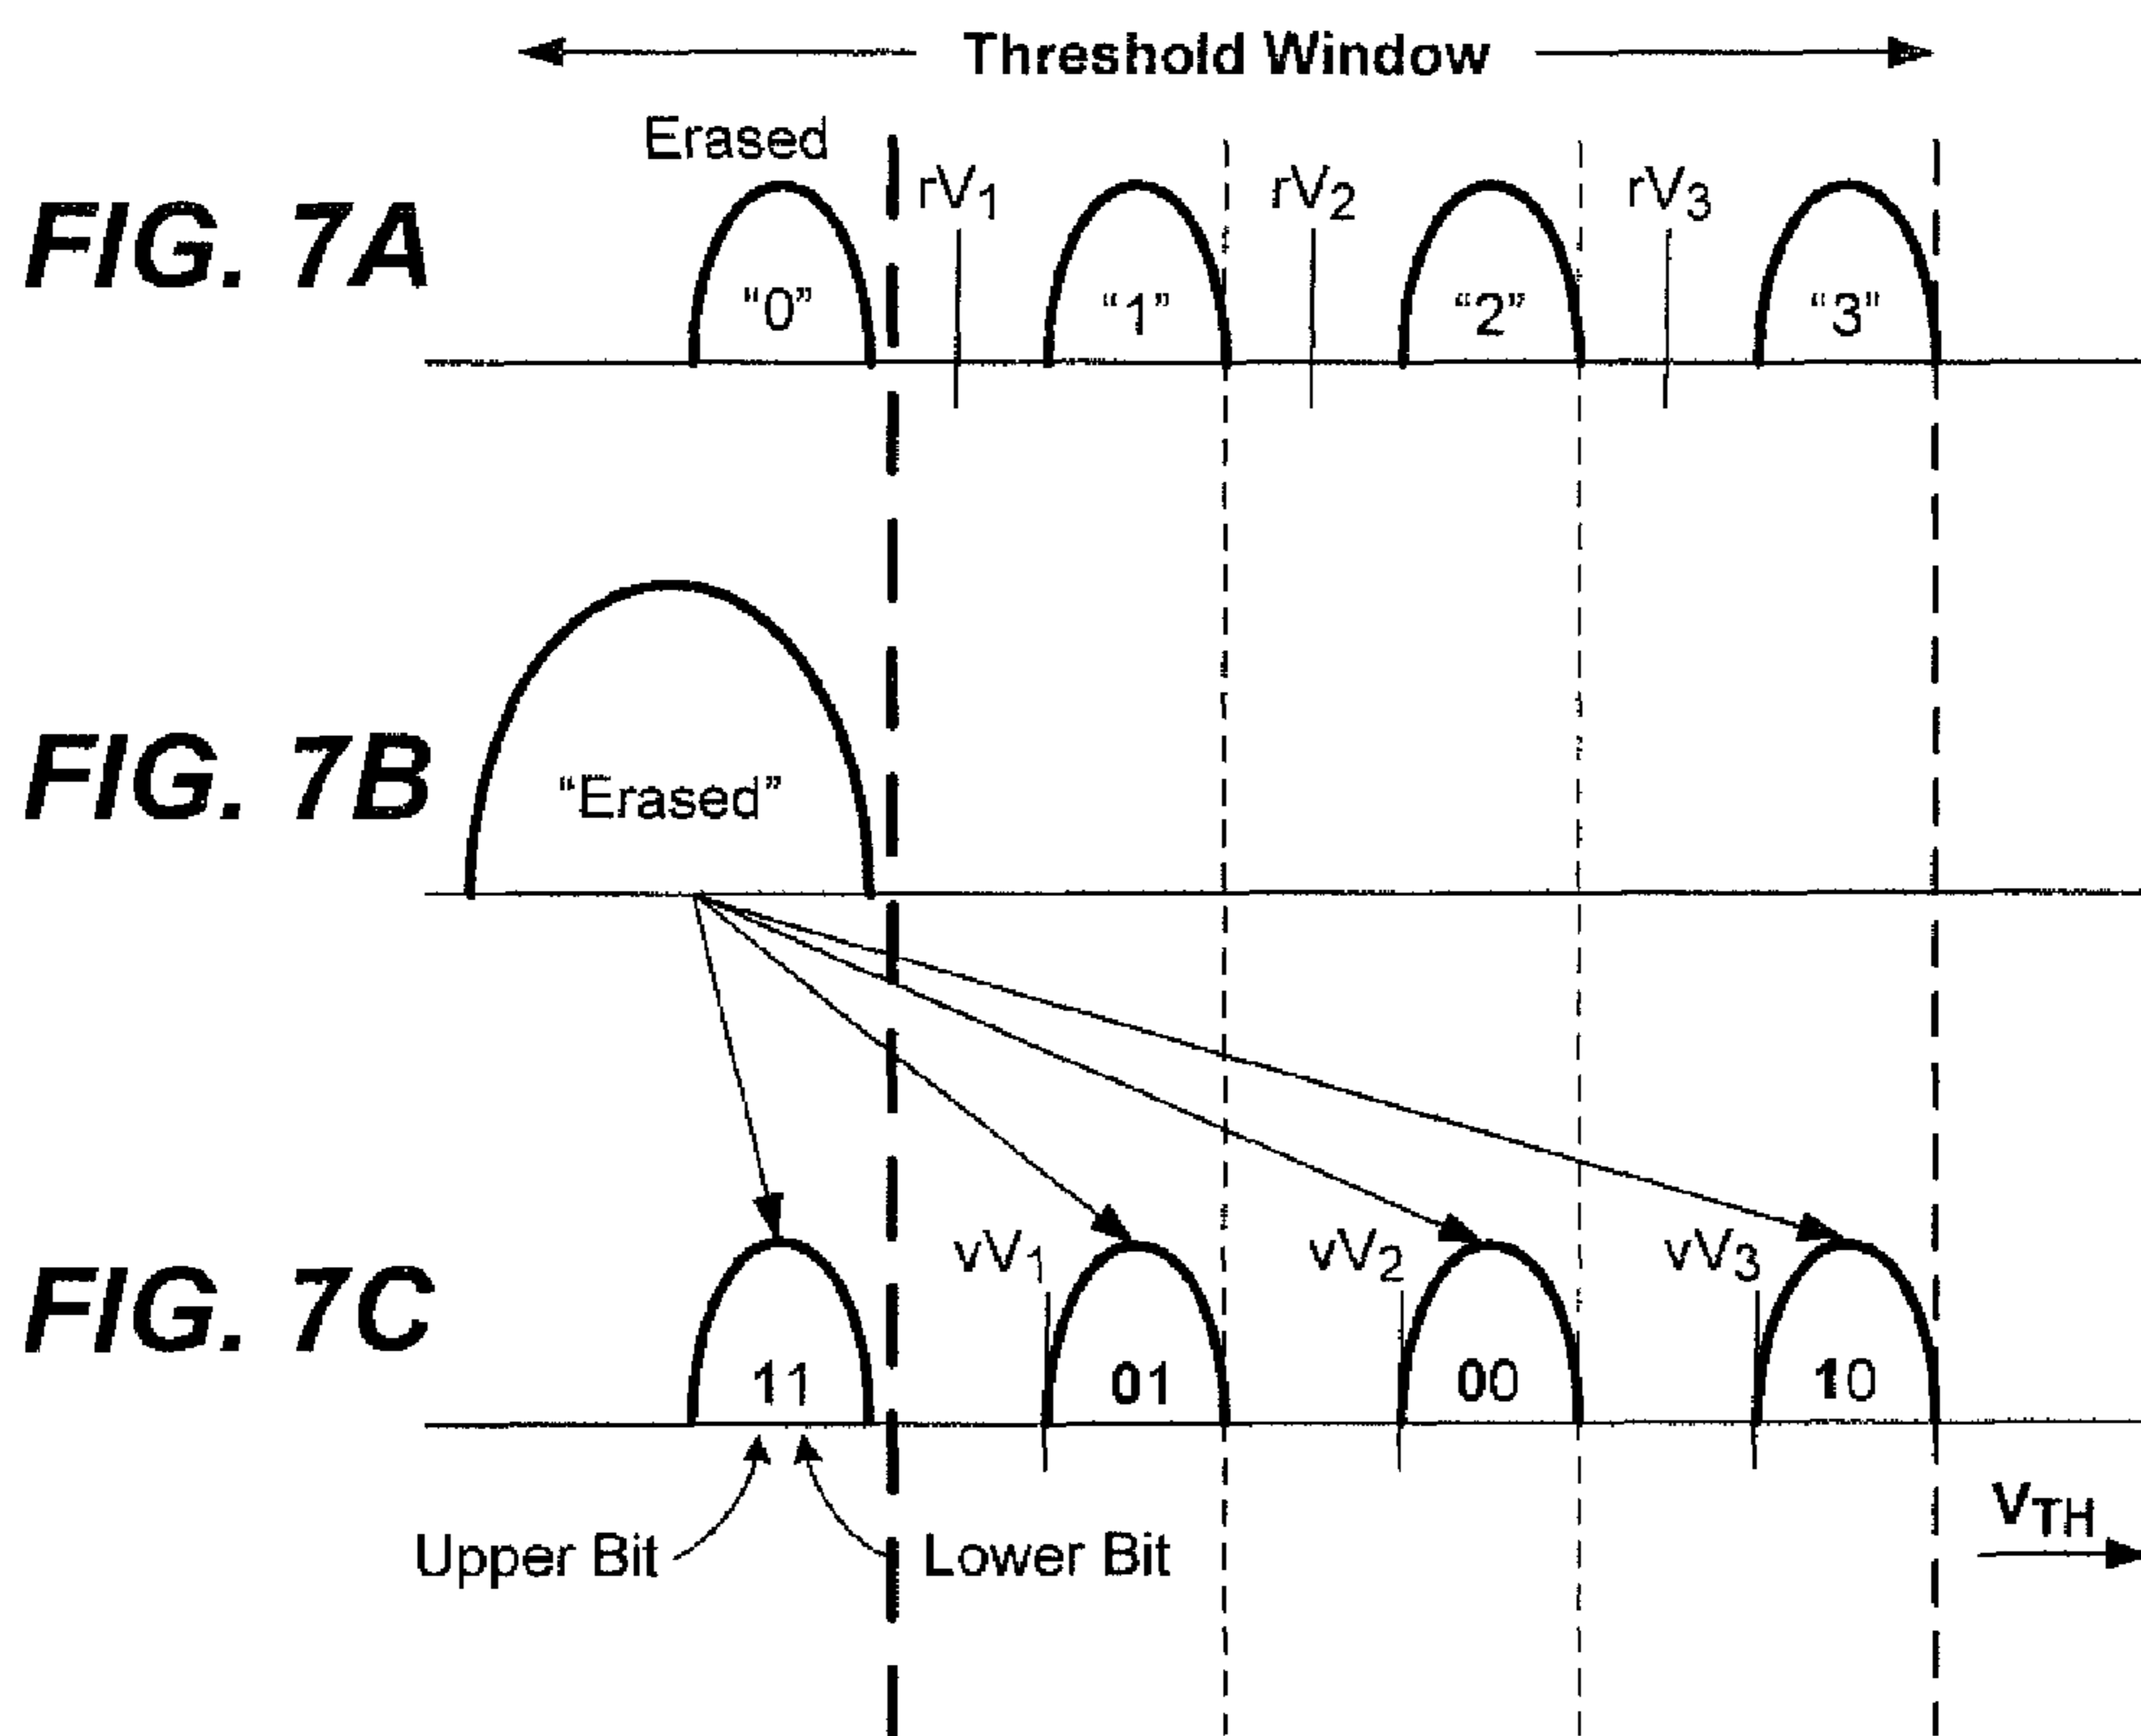 Threshold Window
Erased
FIG. 7A
rV1
rV2
rV3
“0”
“1”
“2”
“3”
FIG. 7B
“Erased”
FIG. 7C
vV1
vV2
vV3
11
01
00
10
Upper Bit
Lower Bit
VTH